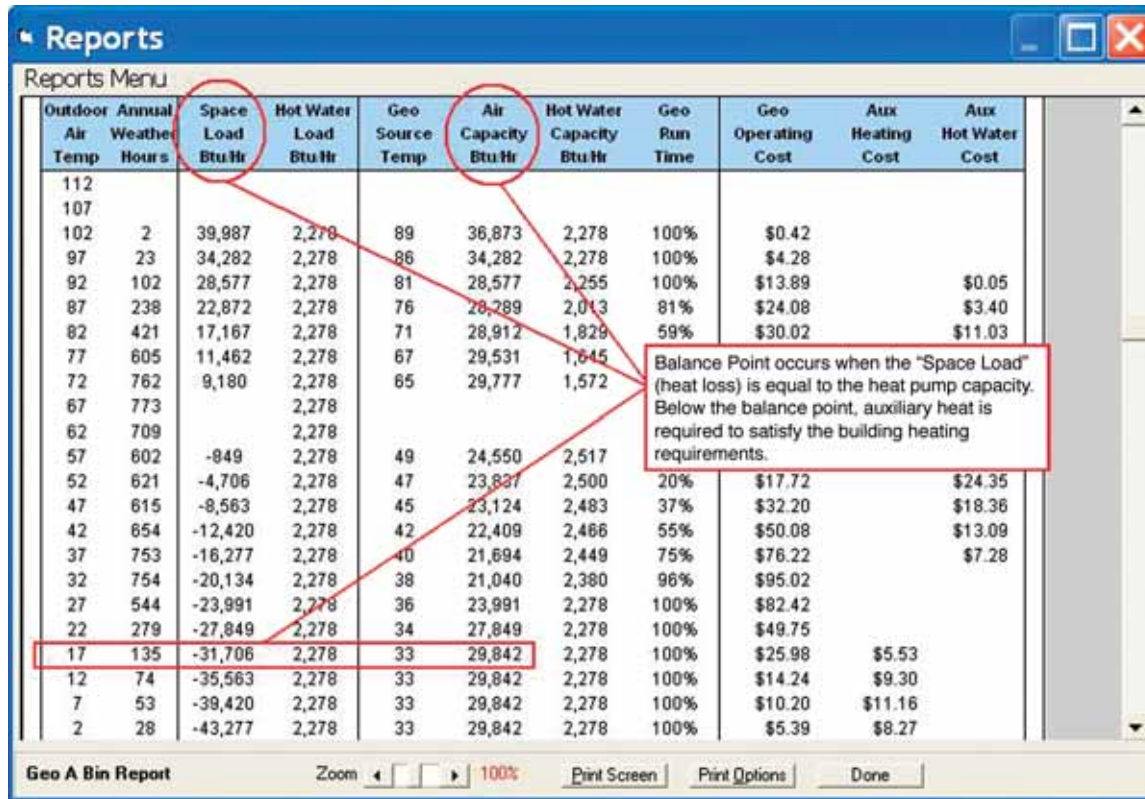 Reports
Reports Menu
Outdoor Air Temp Annual Weather Hours Space Load Btu/Hr Hot Water Load Btu/Hr Geo Source Temp Air Capacity Btu/Hr Hot Water Capacity Btu/Hr Geo Run Time Geo Operating Cost Aux Heating Cost Aux Hot Water Cost
112
107
102 2 39,987 2,278 89 36,873 2,278 100% $0.42
97 23 34,282 2,278 86 34,282 2,278 100% $4.28
92 102 28,577 2,278 81 28,577 2,255 100% $13.89 $0.05
87 238 22,872 2,278 76 28,289 2,013 81% $24.08 $3.40
82 421 17,167 2,278 71 28,912 1,829 59% $30.02 $11.03
77 605 11,462 2,278 67 29,531 1,645
72 762 9,180 2,278 65 29,777 1,572
67 773 2,278
62 709 2,278
57 602 -849 2,278 49 24,550 2,517
Balance Point occurs when the "Space Load"
(heat loss) is equal to the heat pump capacity.
Below the balance point, auxiliary heat is
required to satisfy the building heating
requirements.
52 621 -4,706 2,278 47 23,837 2,500 20% $17.72 $24.35
47 615 -8,563 2,278 45 23,124 2,483 37% $32.20 $18.36
42 654 -12,420 2,278 42 22,409 2,466 55% $50.08 $13.09
37 753 -16,277 2,278 40 21,694 2,449 75% $76.22 $7.28
32 754 -20,134 2,278 38 21,040 2,380 96% $95.02
27 544 -23,991 2,278 36 23,991 2,278 100% $82.42
22 279 -27,849 2,278 34 27,849 2,278 100% $49.75
17 135 -31,706 2,278 33 29,842 2,278 100% $25.98 $5.53
12 74 -35,563 2,278 33 29,842 2,278 100% $14.24 $9.30
7 53 -39,420 2,278 33 29,842 2,278 100% $10.20 $11.16
2 28 -43,277 2,278 33 29,842 2,278 100% $5.39 $8.27
Geo A Bin Report Zoom 100% Print Screen Print Options Done